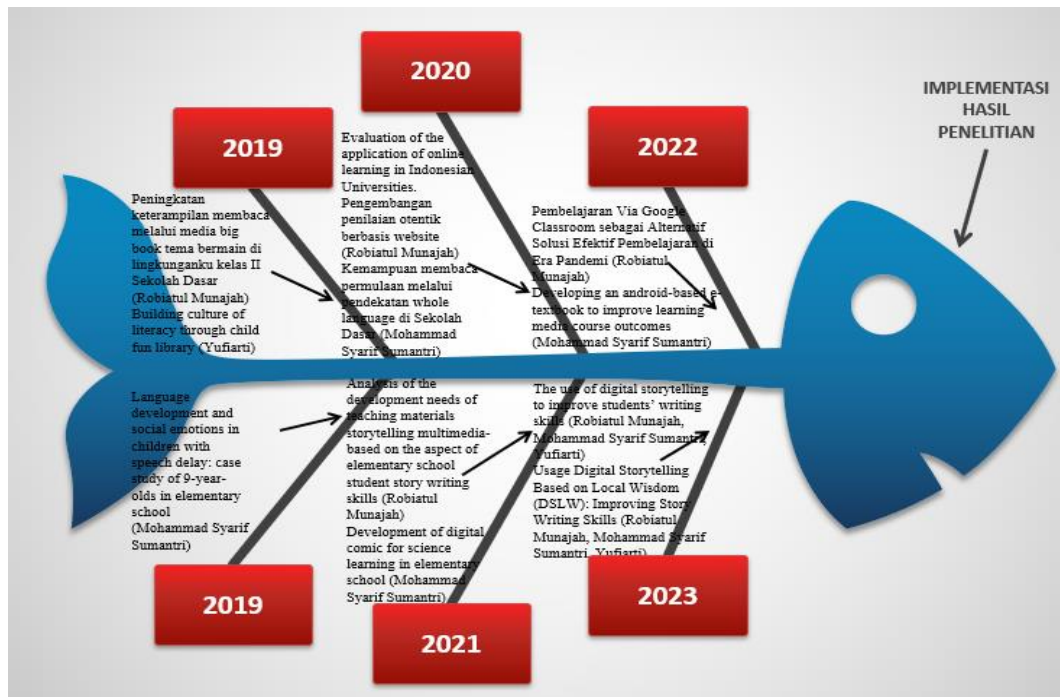 2020
IMPLEMENTASI
HASIL
PENELITIAN
2019
2022
Evaluation of the
application of online
learning in Indonesian
Universities.
Pengembangan
penilaian otentik
berbasis website
(Robiatul Munajah)
Kemampuan membaca
permulaan melalui
pendekatan whole
language di Sekolah
Dasar (Mohammad
Syarif Sumantri)
Peningkatan
keterampilan membaca
melalui media big
book tema bermain di
lingkunganku kelas II
Sekolah Dasar
(Robiatul Munajah)
Building culture of
literacy through child
fun library (Yufiarti)
Pembelajaran Via Google
Classroom sebagai Alternatif
Solusi Efektif Pembelajaran di
Era Pandemi (Robiatul
Munajah)
Developing an android-based e-
textbook to improve learning
media course outcomes
(Mohammad Syarif Sumantri)
Language
development and
social emotions in
children with
speech delay: case
study of 9-year-
olds in elementary
school
(Mohammad Syarif
Sumantri)
Analysis of the
development needs of
teaching materials
storytelling multimedia-
based on the aspect of
elementary school
student story writing
skills (Robiatul
Munajah)
Development of digital
comic for science
learning in elementary
school (Mohammad
Syarif Sumantri)
The use of digital storytelling
to improve students' writing
skills (Robiatul Munajah,
Mohammad Syarif Sumantri,
Yufiarti)
Usage Digital Storytelling
Based on Local Wisdom
(DSLW): Improving Story
Writing Skills (Robiatul
Munajah, Mohammad Syarif
Sumantri, Yufiarti)
2019
2021
2023